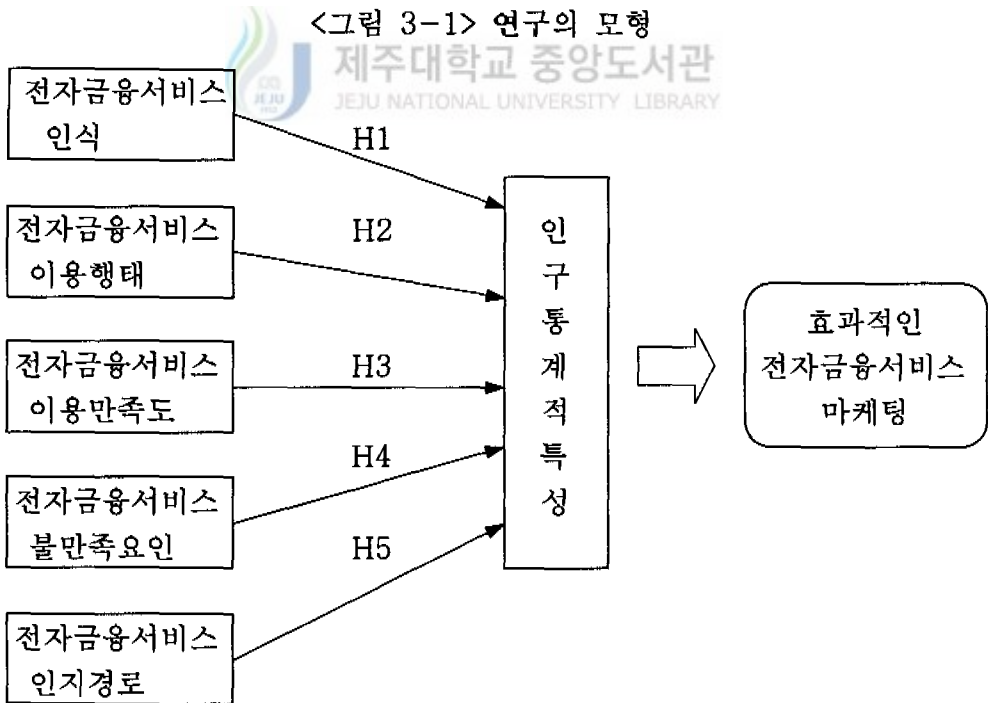 <그림 3-1> 연구의 모형
제주대학교 중앙도서관
JEJU NATIONAL UNIVERSITY LIBRARY
JEJU
1952
전자금융서비스
인식
H1
전자금융서비스
이용행태
H2
전자금융서비스
이용만족도
H3
전자금융서비스
불만족요인
H4
전자금융서비스
인지경로
H5
인
구
통
계
적
특
성
효과적인
전자금융서비스
마케팅